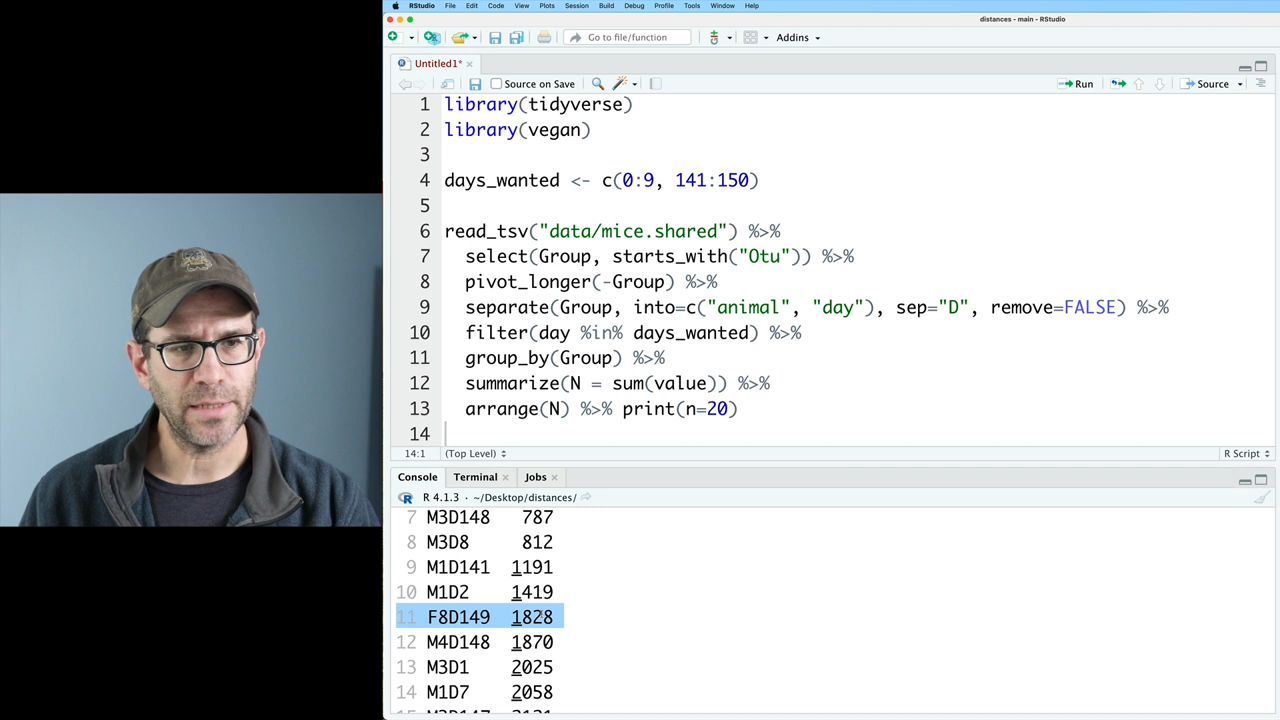 RStudio File Edit Code View Plots Session Build Debug Profile Tools Window Help
distances - main - RStudio
Go to file/function Addins
Untitled1*
Source on Save Run Source
1 library(tidyverse)
2 library(vegan)
3
4 days_wanted <- c(0:9, 141:150)
5
6 read_tsv("data/mice.shared") %>%
7 select(Group, starts_with("Otu")) %>%
8 pivot_longer(-Group) %>%
9 separate(Group, into=c("animal", "day"), sep="D", remove=FALSE) %>%
10 filter(day %in% days_wanted) %>%
11 group_by(Group) %>%
12 summarize(N = sum(value)) %>%
13 arrange(N) %>% print(n=20)
14
14:1 (Top Level) R Script
Console Terminal Jobs
R 4.1.3 · ~/Desktop/distances/
7 M3D148 787
8 M3D8 812
9 M1D141 1191
10 M1D2 1419
11 F8D149 1828
12 M4D148 1870
13 M3D1 2025
14 M1D7 2058